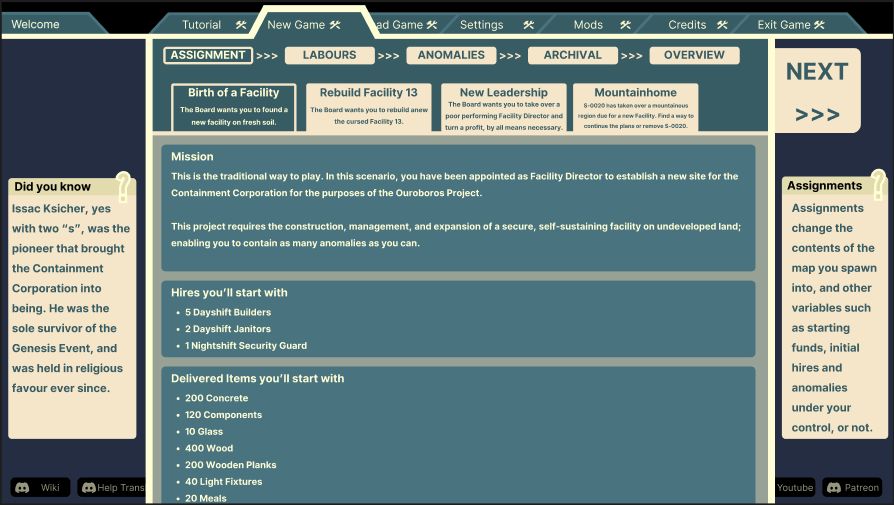 Welcome
Tutorial
New Game
ad Game
Settings
Mods
Credits
Exit Game
ASSIGNMENT >>> LABOURS >>> ANOMALIES >>> ARCHIVAL >>> OVERVIEW
NEXT
>>>
Birth of a Facility
The Board wants you to found a
new facility on fresh soil.
Rebuild Facility 13
The Board wants you to rebuild anew
the cursed Facility 13.
New Leadership
The Board wants you to take over a
poor performing Facility Director and
turn a profit, by all means necessary.
Mountainhome
S-0020 has taken over a mountainous
region due for a new Facility. Find a way to
continue the plans or remove S-0020.
Mission
This is the traditional way to play. In this scenario, you have been appointed as Facility Director to establish a new site for the
Containment Corporation for the purposes of the Ouroboros Project.
This project requires the construction, management, and expansion of a secure, self-sustaining facility on undeveloped land;
enabling you to contain as many anomalies as you can.
Hires you'll start with
• 5 Dayshift Builders
• 2 Dayshift Janitors
• 1 Nightshift Security Guard
Delivered Items you'll start with
• 200 Concrete
• 120 Components
• 10 Glass
• 400 Wood
• 200 Wooden Planks
• 40 Light Fixtures
• 20 Meals
Did you know
?
Issac Ksicher, yes
with two “s”, was the
pioneer that brought
the Containment
Corporation into
being. He was the
sole survivor of the
Genesis Event, and
was held in religious
favour ever since.
Assignments
?
Assignments
change the
contents of the
map you spawn
into, and other
variables such
as starting
funds, initial
hires and
anomalies
under your
control, or not.
Wiki
Help Trans
Youtube
Patreon